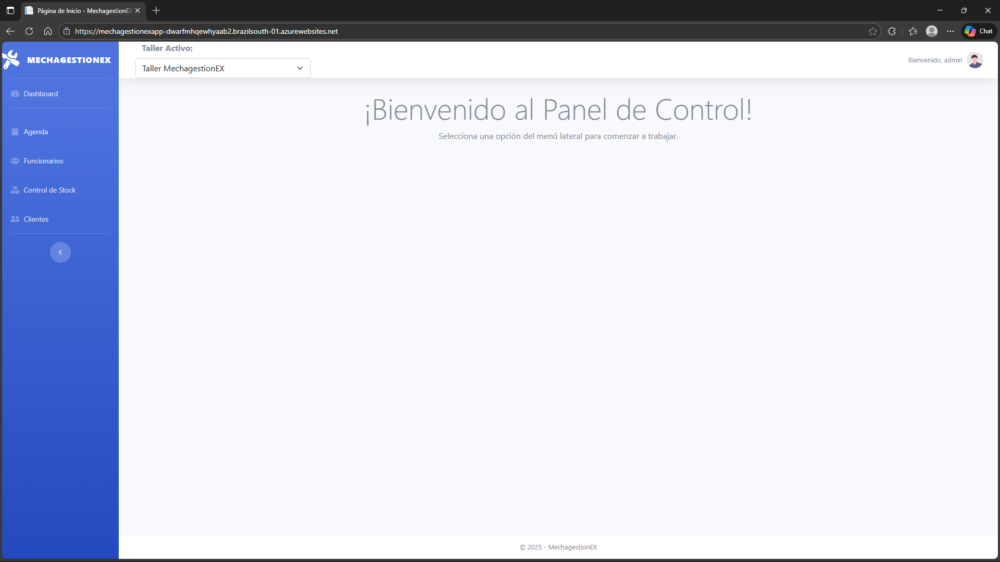 Página de Inicio - MechagestionEX
https://mechagestionexapp-dwarfmhqewhyaab2.brazilsouth-01.azurewebsites.net
Chat
MECHAGESTIONEX
Taller Activo:
Taller MechagestionEX
Bienvenido, admin
Dashboard
Agenda
Funcionarios
Control de Stock
Clientes
¡Bienvenido al Panel de Control!
Selecciona una opción del menú lateral para comenzar a trabajar.
© 2025 - MechagestionEX